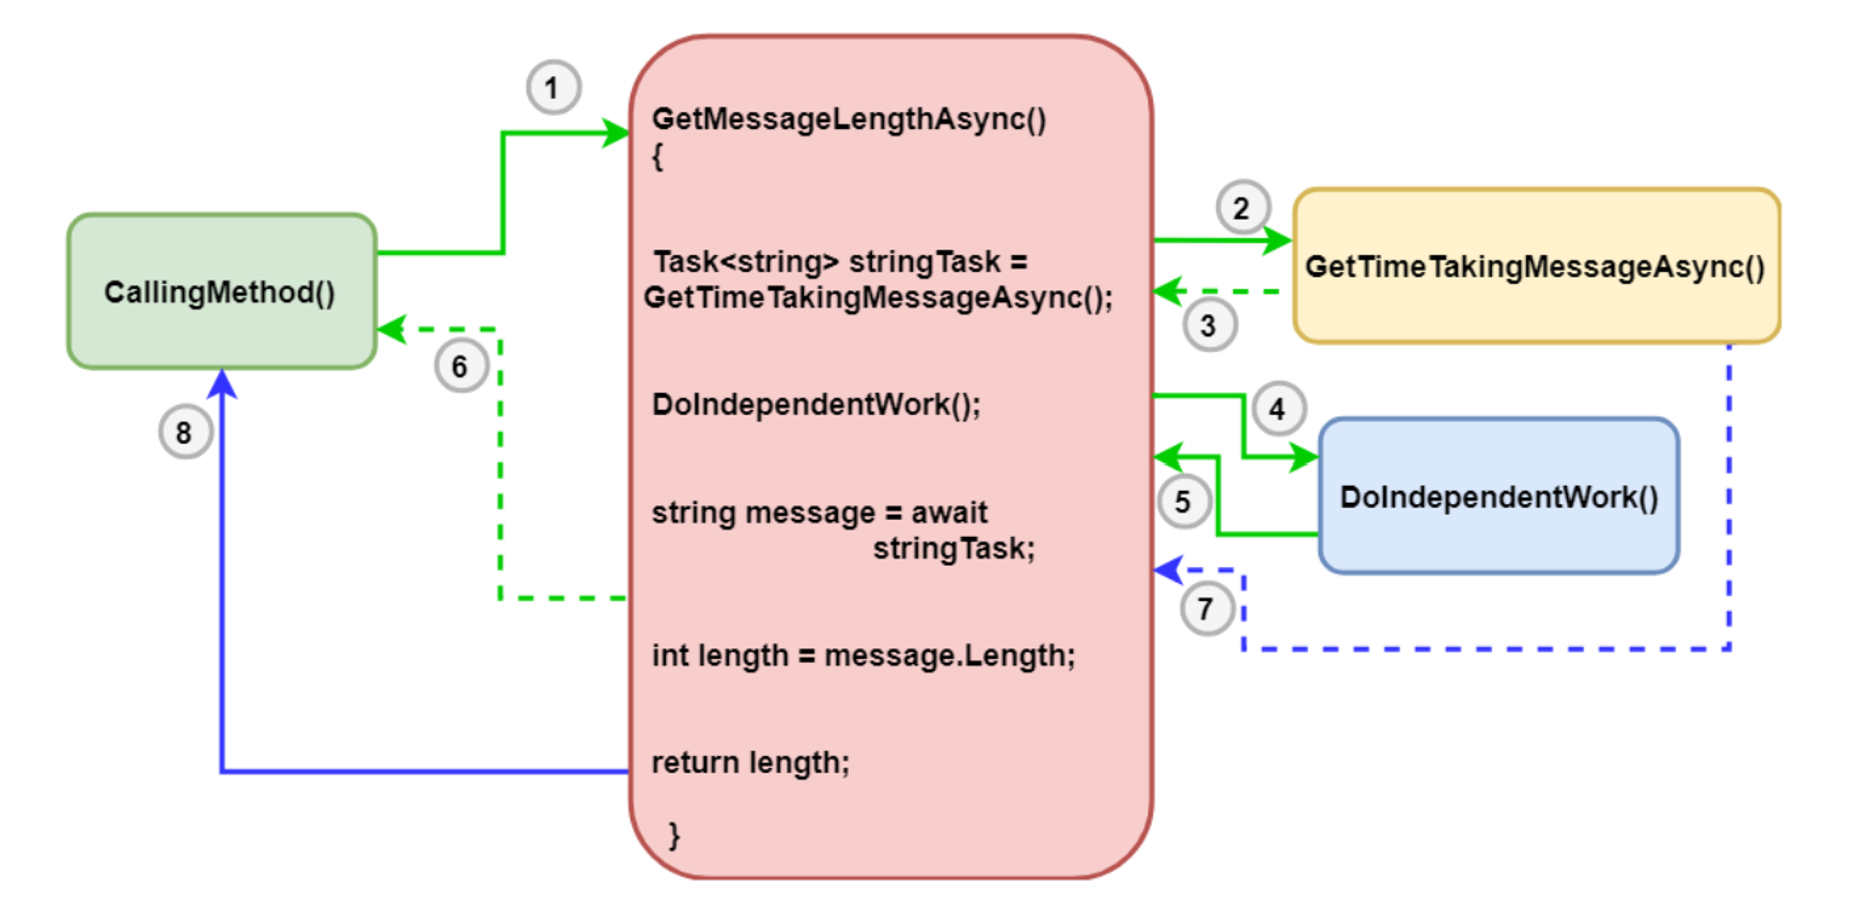 1
GetMessageLengthAsync()
{
2
Task<string> stringTask =
GetTimeTakingMessageAsync();
GetTimeTakingMessageAsync()
CallingMethod()
3
6
DoIndependentWork();
4
8
5
DoIndependentWork()
string message = await
stringTask;
7
int length = message.Length;
return length;
}